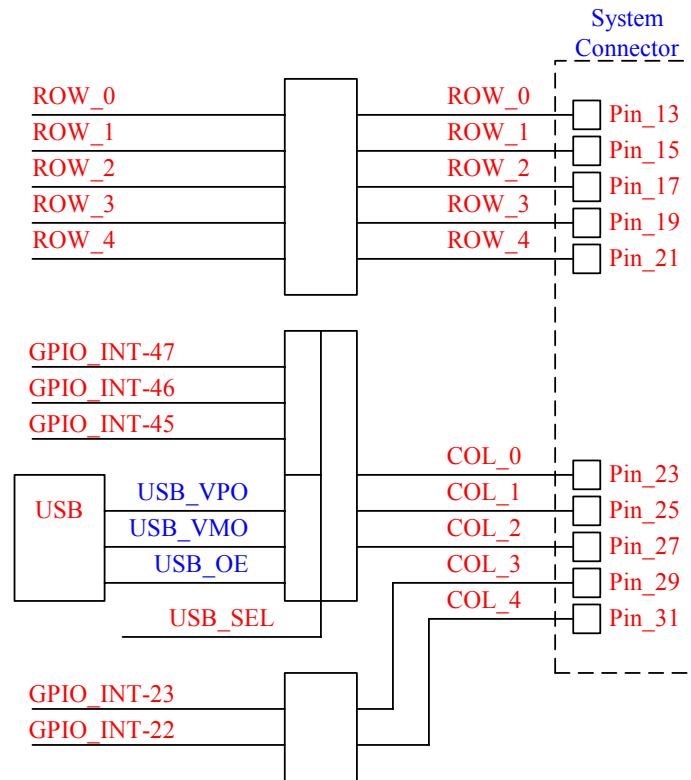 System
Connector
ROW_0 ROW_0 Pin_13
ROW_1 ROW_1 Pin_15
ROW_2 ROW_2 Pin_17
ROW_3 ROW_3 Pin_19
ROW_4 ROW_4 Pin_21
GPIO_INT-47
GPIO_INT-46
GPIO_INT-45
COL_0 Pin_23
USB USB_VPO COL_1 Pin_25
USB_VMO COL_2 Pin_27
USB_OE COL_3 Pin_29
USB_SEL COL_4 Pin_31
GPIO_INT-23
GPIO_INT-22